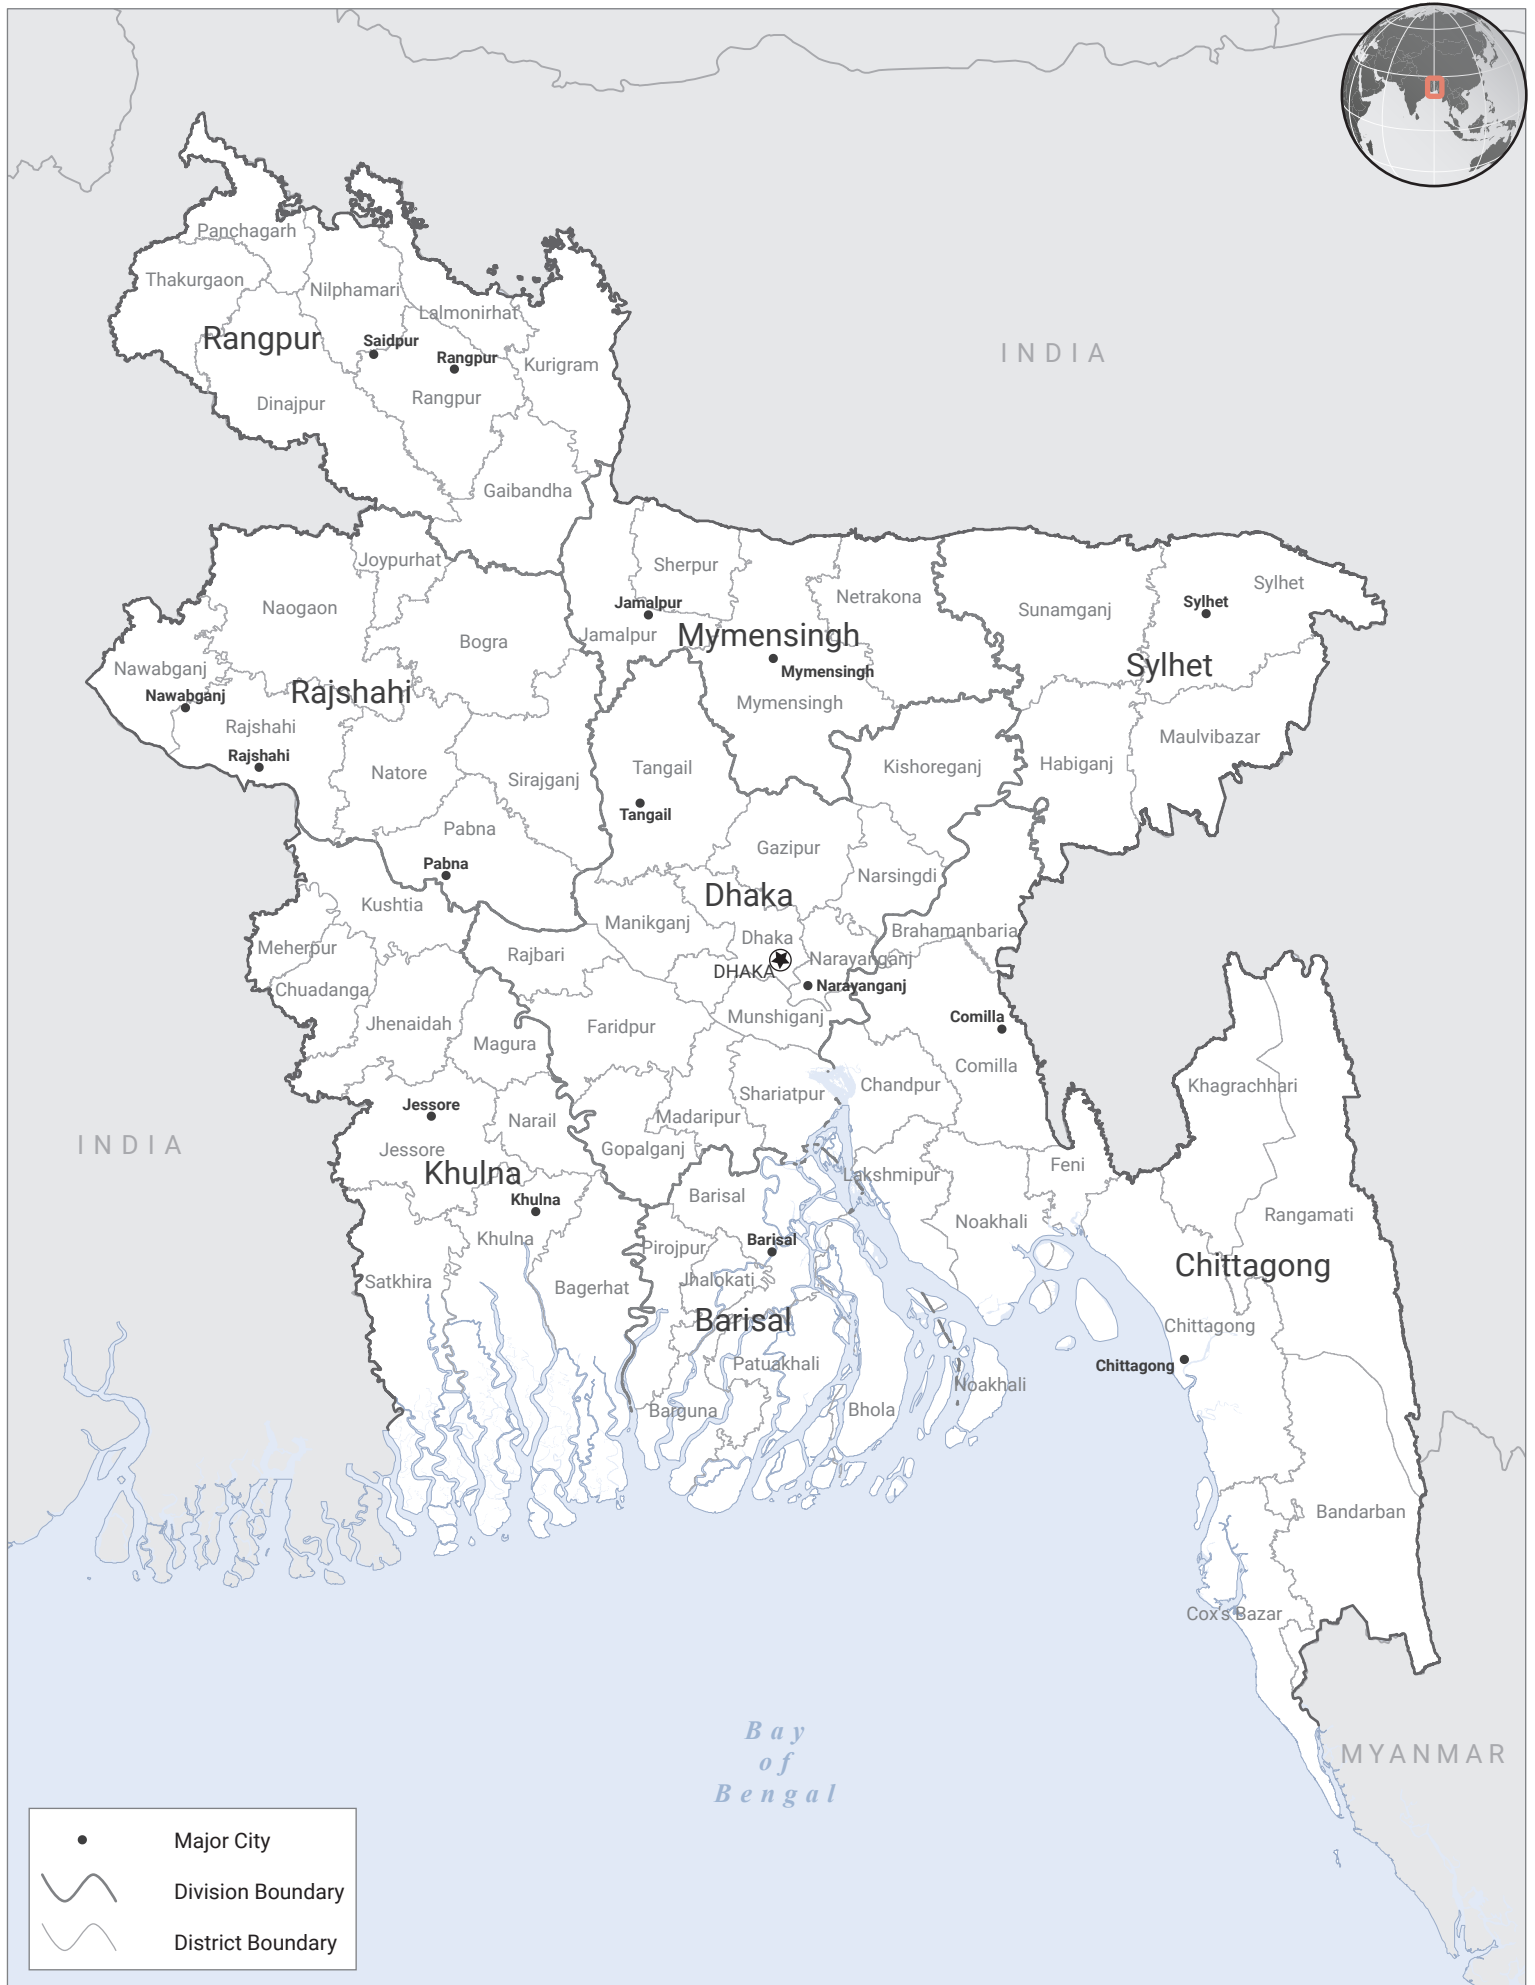 Panchagarh
Thakurgaon
Nilphamari
Lalmonirhat
Rangpur
Saidpur
Rangpur
INDIA
Kurigram
Rangpur
Dinajpur
Gaibandha
Joypurhat
Sherpur
Sylhet
Netrakona
Naogaon
Jamalpur
Sylhet
Sunamganj
Jamalpur
Mymensingh
Bogra
Nawabganj
Sylhet
Mymensingh
Nawabganj
Rajshahi
Mymensingh
Rajshahi
Maulvibazar
Rajshahi
Natore
Sirajganj
Tangail
Kishoreganj
Habiganj
Tangail
Pabna
Gazipur
Pabna
Narsingdi
Dhaka
Kushtia
Manikganj
Brahamanbaria
Dhaka
Meherpur
Rajbari
Narayanganj
DHAKA
Narayanganj
Chuadanga
Munshiganj
Comilla
Jhenaidah
Faridpur
Magura
Comilla
Chandpur
Khagrachhari
Shariatpur
Jessore
Narail
Madaripur
INDIA
Jessore
Gopalganj
Khulna
Lakshmipur
Feni
Khulna
Barisal
Noakhali
Rangamati
Khulna
Pirojpur
Barisal
Chittagong
Satkhira
Bagerhat
Jhalokati
Barisal
Chittagong
Patuakhali
Chittagong
Noakhali
Barguna
Bhola
Bandarban
Cox's Bazar
Bay
of
Bengal
MYANMAR
Major City
Division Boundary
District Boundary